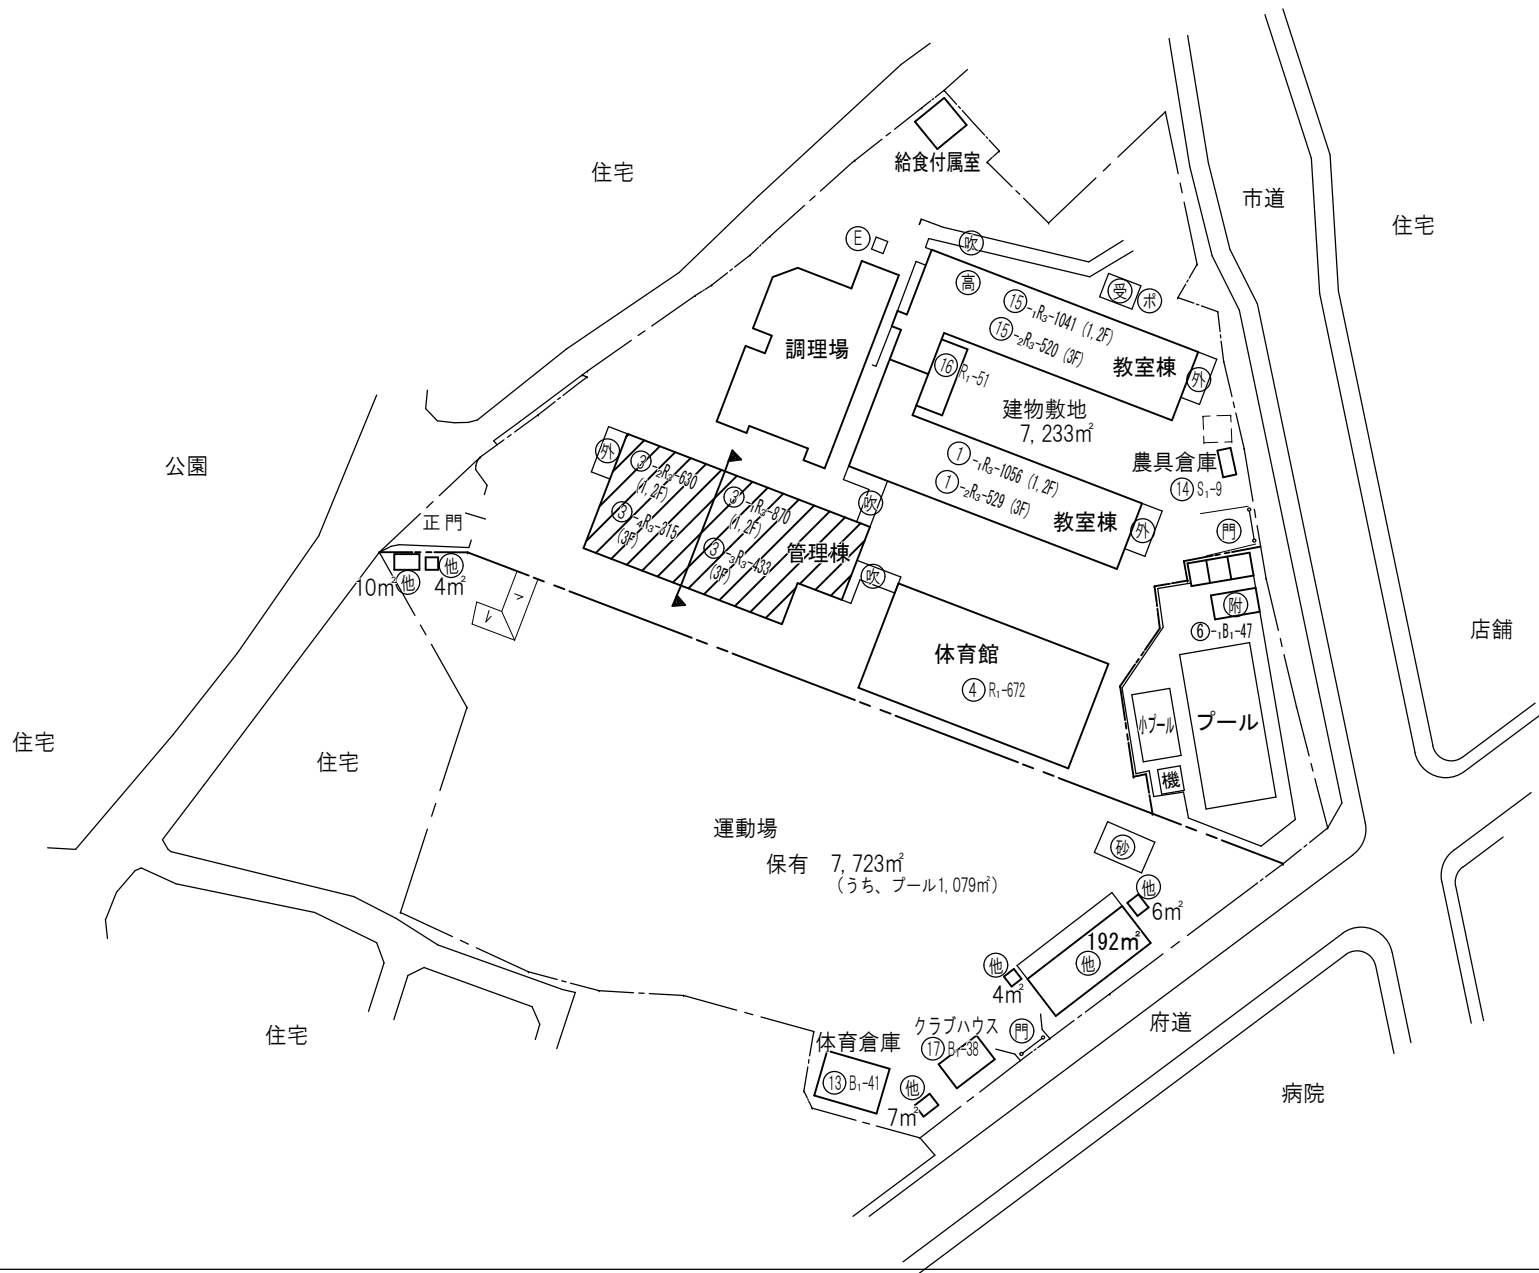 住宅
給食付属室
市道
住宅
E
吹
高
受
ポ
⑮-₁R₃-1041 (1,2F)
⑮-₂R₃-520 (3F)
調理場
教室棟
外
⑯R₁-51
建物敷地
7,233㎡
公園
外
③-₂R₃-630
(1,2F)
③-₁R₃-870
(1,2F)
③-₄R₃-315
(3F)
③-₃R₃-433
(3F)
管理棟
吹
①-₁R₃-1056 (1,2F)
①-₂R₃-529 (3F)
教室棟
外
農具倉庫
⑭S₁-9
門
正門
10㎡
他
他
4㎡
吹
附
⑥-₁B₁-47
店舗
体育館
④R₁-672
小プール
プール
機
住宅
住宅
運動場
保有 7,723㎡
(うち、プール1,079㎡)
砂
他
6㎡
192㎡
他
他
4㎡
府道
住宅
クラブハウス
⑰B₁-38
門
体育倉庫
⑬B₁-41
他
7㎡
病院